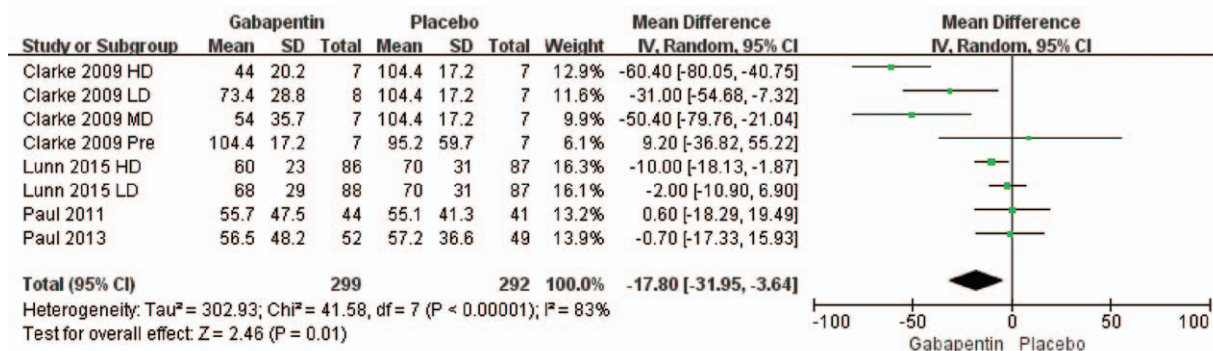 Gabapentin Placebo Mean Difference Mean Difference
Study or Subgroup Mean SD Total Mean SD Total Weight IV, Random, 95% CI IV, Random, 95% CI
Clarke 2009 HD 44 20.2 7 104.4 17.2 7 12.9% -60.40 [-80.05, -40.75]
Clarke 2009 LD 73.4 28.8 8 104.4 17.2 7 11.6% -31.00 [-54.68, -7.32]
Clarke 2009 MD 54 35.7 7 104.4 17.2 7 9.9% -50.40 [-79.76, -21.04]
Clarke 2009 Pre 104.4 17.2 7 95.2 59.7 7 6.1% 9.20 [-36.82, 55.22]
Lunn 2015 HD 60 23 86 70 31 87 16.3% -10.00 [-18.13, -1.87]
Lunn 2015 LD 68 29 88 70 31 87 16.1% -2.00 [-10.90, 6.90]
Paul 2011 55.7 47.5 44 55.1 41.3 41 13.2% 0.60 [-18.29, 19.49]
Paul 2013 56.5 48.2 52 57.2 36.6 49 13.9% -0.70 [-17.33, 15.93]
Total (95% CI) 299 292 100.0% -17.80 [-31.95, -3.64]
Heterogeneity: Tau² = 302.93; Chi² = 41.58, df = 7 (P < 0.00001); I² = 83%
Test for overall effect: Z = 2.46 (P = 0.01)
-100 -50 0 50 100
Gabapentin Placebo